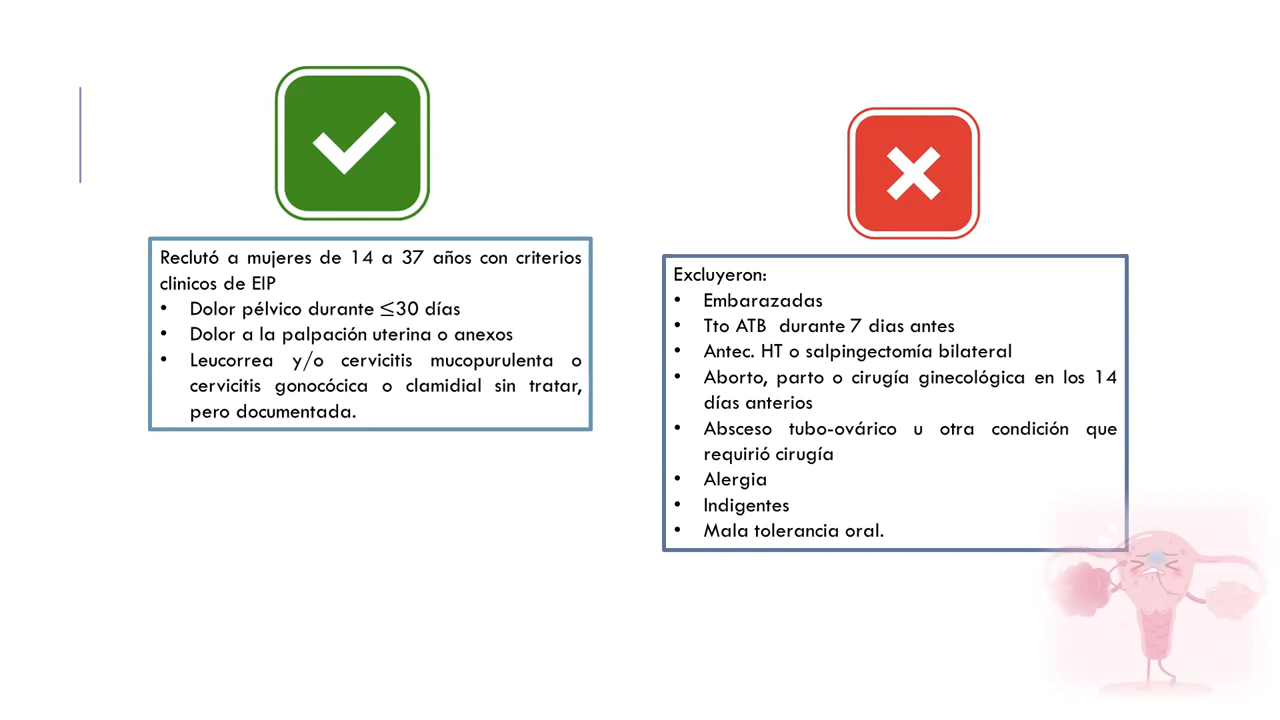 Reclutó a mujeres de 14 a 37 años con criterios
clinicos de EIP
• Dolor pélvico durante ≤30 días
• Dolor a la palpación uterina o anexos
• Leucorrea y/o cervicitis mucopurulenta o
cervicitis gonocócica o clamidial sin tratar,
pero documentada.
Excluyeron:
• Embarazadas
• Tto ATB  durante 7 dias antes
• Antec. HT o salpingectomía bilateral
• Aborto, parto o cirugía ginecológica en los 14
días anterios
• Absceso tubo-ovárico u otra condición que
requirió cirugía
• Alergia
• Indigentes
• Mala tolerancia oral.